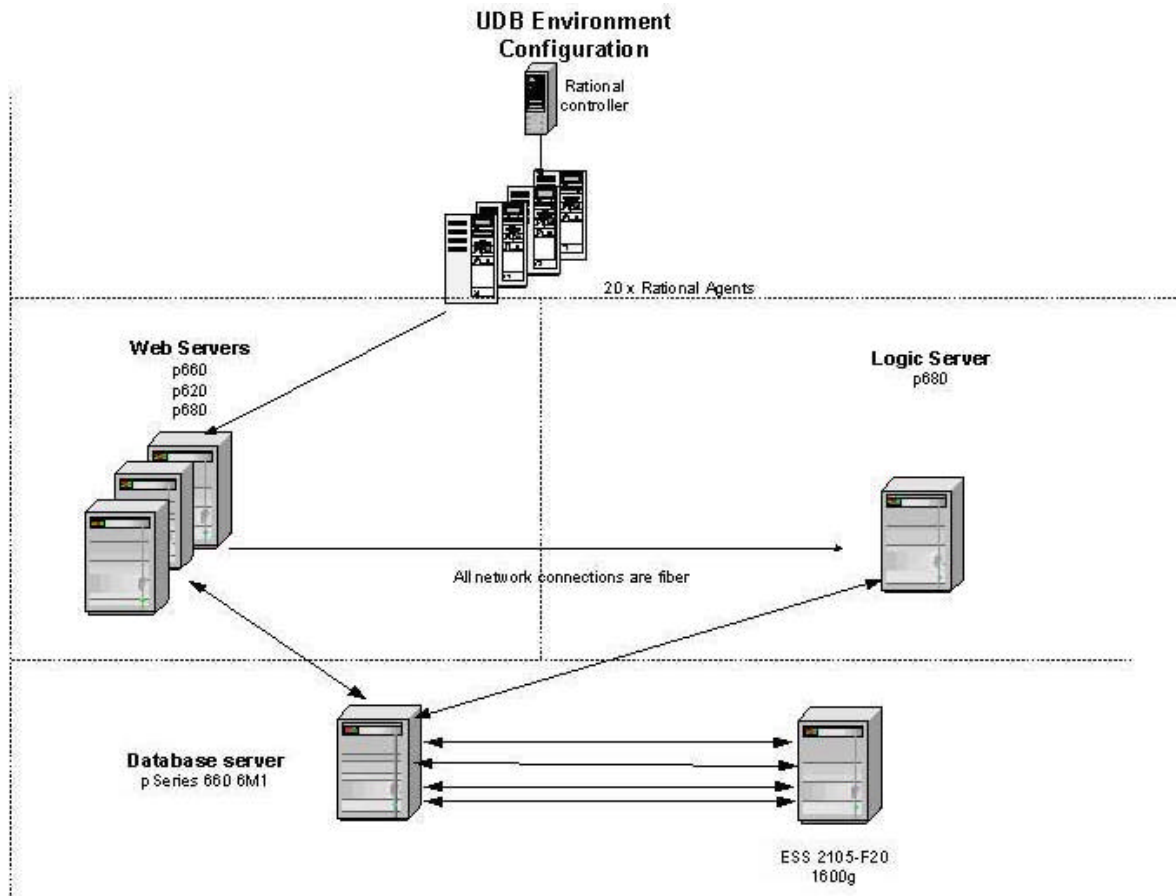 UDB Environment
Configuration
Rational
controller
20 x Rational Agents
Web Servers
p660
p620
p680
Logic Server
p680
All network connections are fiber
Database server
pSeries 660 6M1
ESS 2105-F20
1600g